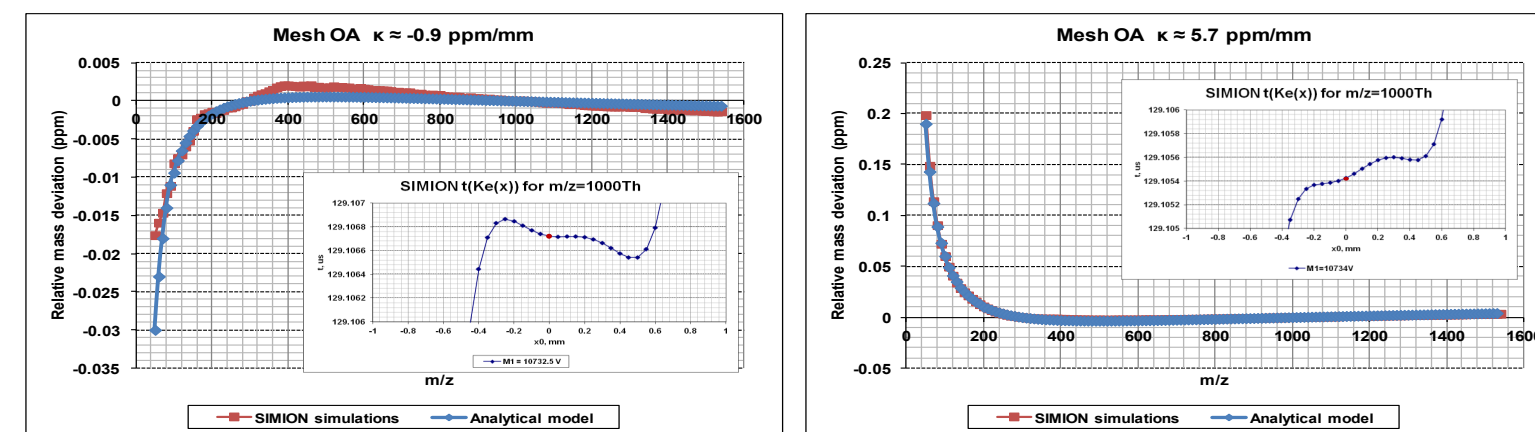 Mesh OA κ ≈ -0.9 ppm/mm
Relative mass deviation (ppm)
0.005
0
-0.005
-0.01
-0.015
-0.02
-0.025
-0.03
-0.035
0 200 400 600 800 1000 1200 1400 1600
m/z
SIMION t(Ke(x)) for m/z=1000Th
t, us
129.107
129.1068
129.1066
129.1064
129.1062
129.106
-1 -0.8 -0.6 -0.4 -0.2 0 0.2 0.4 0.6 0.8 1
x0, mm
M1 = 10732.5 V
SIMION simulations Analytical model
Mesh OA κ ≈ 5.7 ppm/mm
Relative mass deviation (ppm)
0.25
0.2
0.15
0.1
0.05
0
-0.05
0 200 400 600 800 1000 1200 1400 1600
m/z
SIMION t(Ke(x)) for m/z=1000Th
t, us
129.106
129.1058
129.1056
129.1054
129.1052
129.105
-1 -0.8 -0.6 -0.4 -0.2 0 0.2 0.4 0.6 0.8 1
x0, mm
M1=10734V
SIMION simulations Analytical model